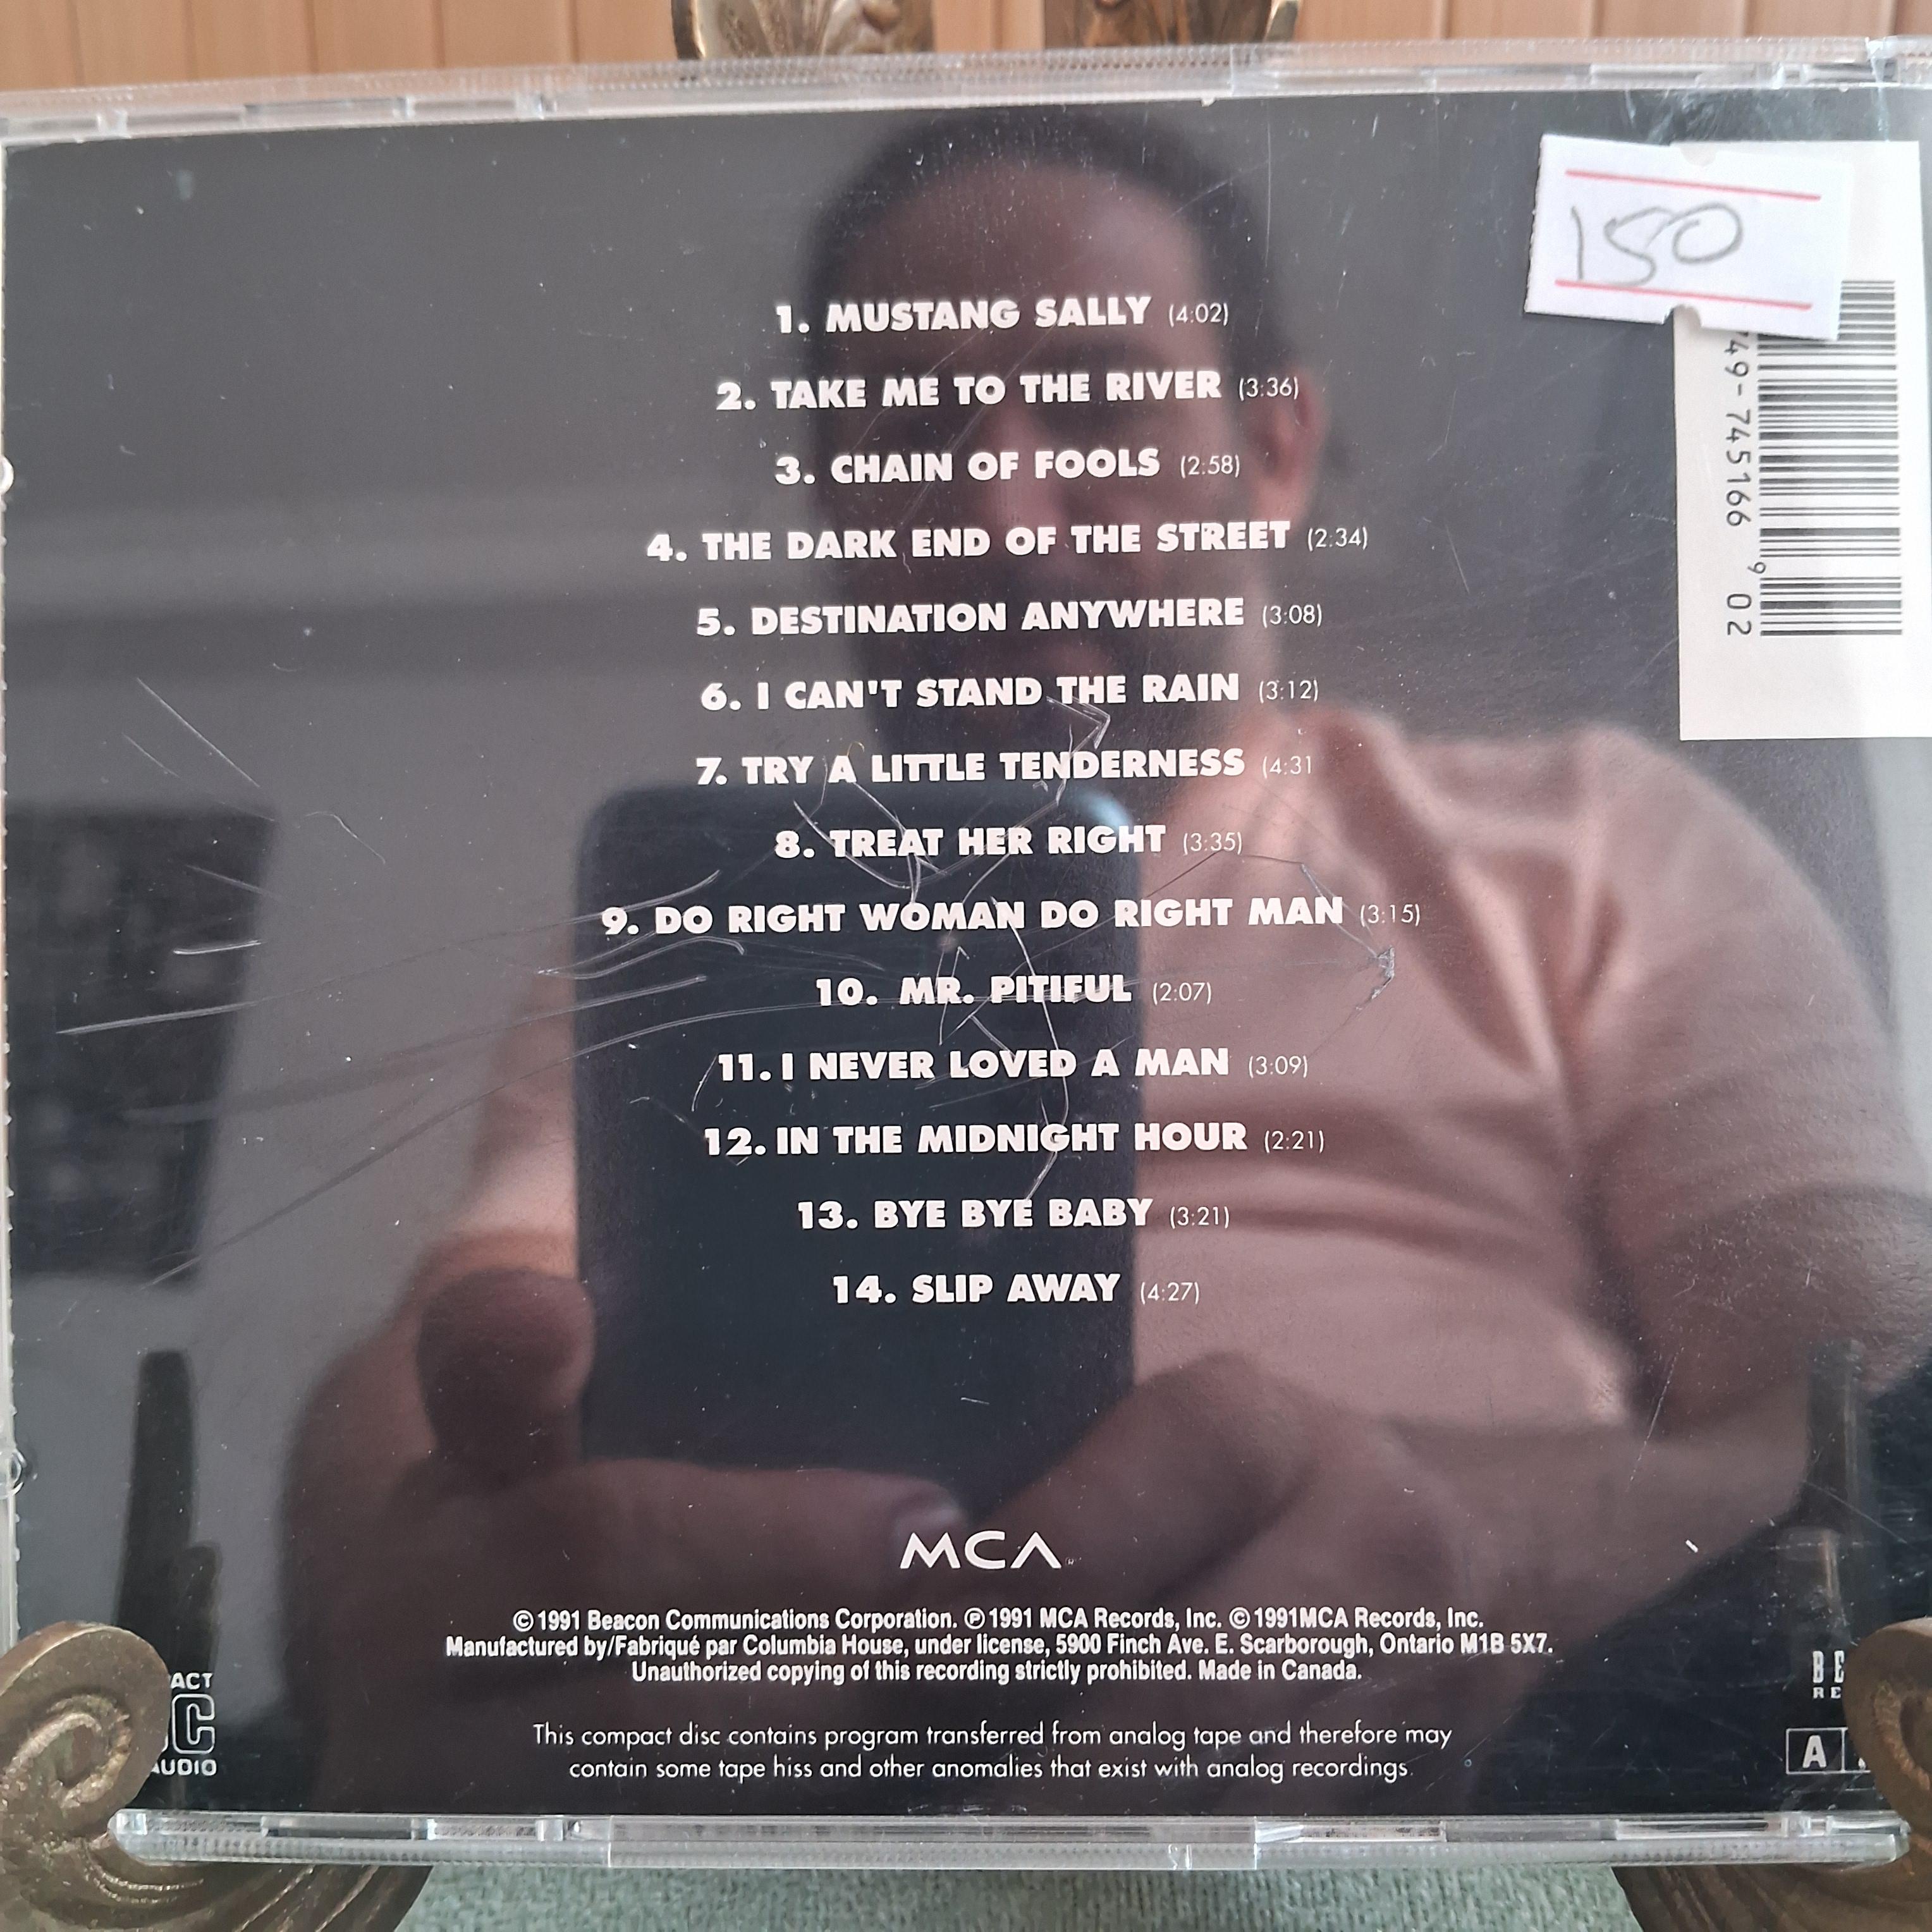 150
1. MUSTANG SALLY (4:02)
2. TAKE ME TO THE RIVER (3:36)
3. CHAIN OF FOOLS (2:58)
4. THE DARK END OF THE STREET (2:34)
5. DESTINATION ANYWHERE (3:08)
6. I CAN'T STAND THE RAIN (3:12)
7. TRY A LITTLE TENDERNESS (4:31
8. TREAT HER RIGHT (3:35)
9. DO RIGHT WOMAN DO RIGHT MAN (3:15)
10. MR. PITIFUL (2:07)
11. I NEVER LOVED A MAN (3:09)
12. IN THE MIDNIGHT HOUR (2:21)
13. BYE BYE BABY (3:21)
14. SLIP AWAY (4:27)
49-745166 9 02
MCA
© 1991 Beacon Communications Corporation. ℗ 1991 MCA Records, Inc. © 1991MCA Records, Inc.
Manufactured by/Fabriqué par Columbia House, under license, 5900 Finch Ave. E. Scarborough, Ontario M1B 5X7.
Unauthorized copying of this recording strictly prohibited. Made in Canada.
This compact disc contains program transferred from analog tape and therefore may
contain some tape hiss and other anomalies that exist with analog recordings.
ACT
AUDIO
BE
RE
A